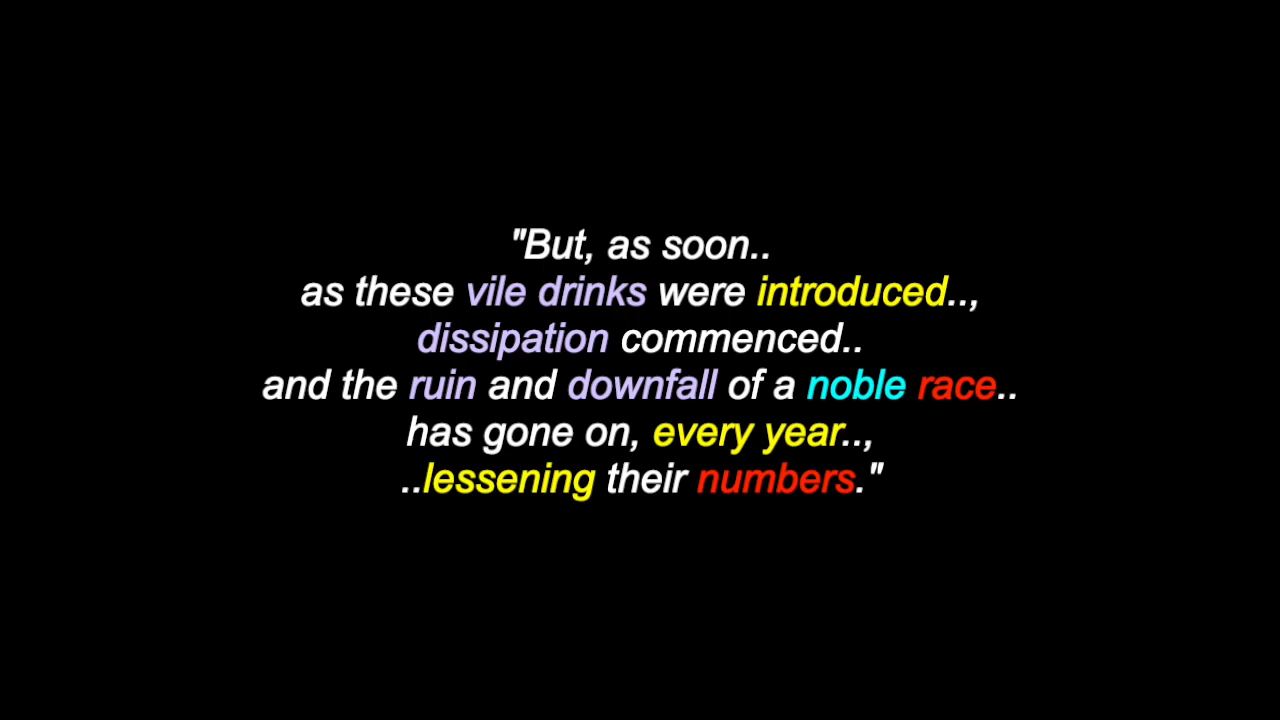 "But, as soon..
as these vile drinks were introduced..,
dissipation commenced..
and the ruin and downfall of a noble race..
has gone on, every year..,
..lessening their numbers."